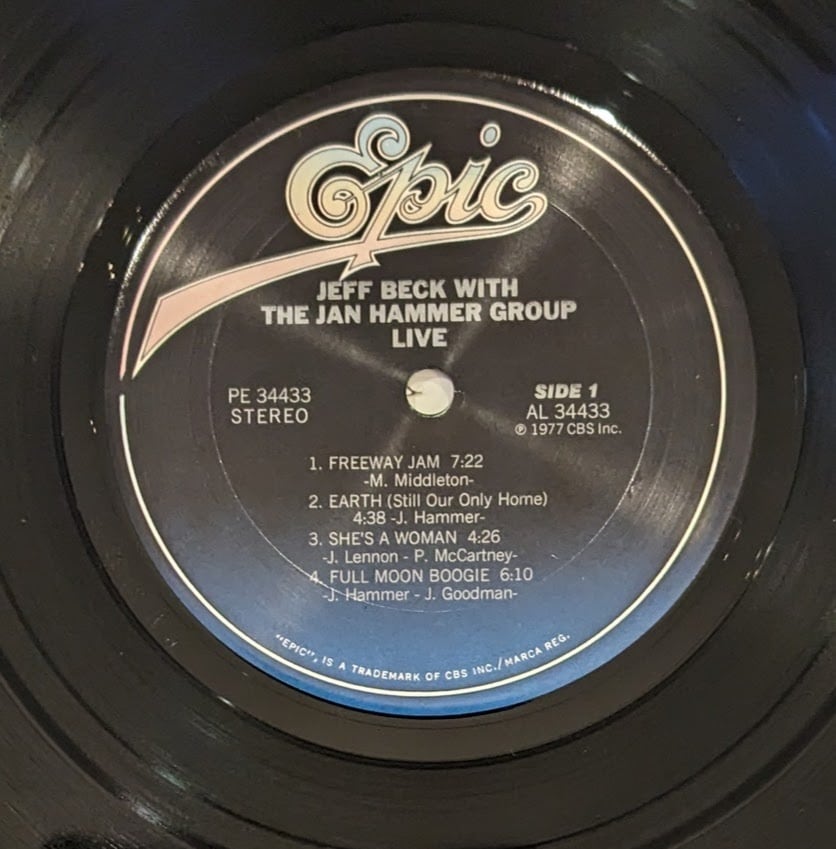 Epic
JEFF BECK WITH
THE JAN HAMMER GROUP
LIVE
PE 34433
STEREO
SIDE 1
AL 34433
℗ 1977 CBS Inc.
1. FREEWAY JAM 7:22
-M. Middleton-
2. EARTH (Still Our Only Home)
4:38 -J. Hammer-
3. SHE'S A WOMAN 4:26
-J. Lennon - P. McCartney-
4. FULL MOON BOOGIE 6:10
-J. Hammer - J. Goodman-
"EPIC", IS A TRADEMARK OF CBS INC./MARCA REG.